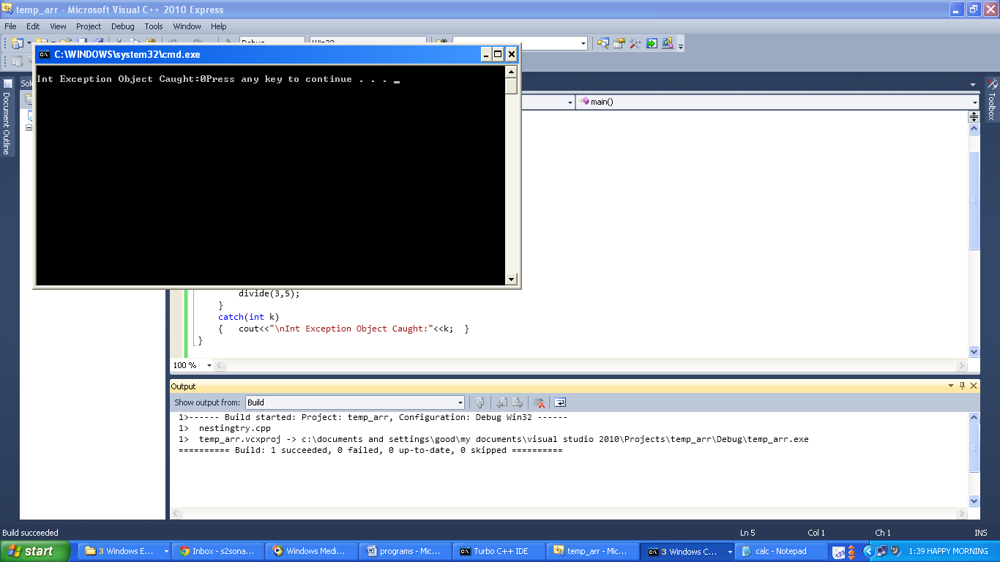 temp_arr - Microsoft Visual C++ 2010 Express
File Edit View Project Debug Tools Window Help
C:\WINDOWS\system32\cmd.exe
Int Exception Object Caught:0Press any key to continue . . . _
Document Outline
main()
Toolbox
divide(3,5);
}
catch(int k)
{ cout<<"\nInt Exception Object Caught:"<<k; }
}
100 %
Output
Show output from: Build
1>------ Build started: Project: temp_arr, Configuration: Debug Win32 ------
1> nestingtry.cpp
1> temp_arr.vcxproj -> c:\documents and settings\good\my documents\visual studio 2010\Projects\temp_arr\Debug\temp_arr.exe
========== Build: 1 succeeded, 0 failed, 0 up-to-date, 0 skipped ==========
Build succeeded Ln 5 Col 1 Ch 1 INS
start 3 Windows E... Inbox - s2sona... Windows Medi... programs - Mic... Turbo C++ IDE temp_arr - Mic... 3 Windows C... calc - Notepad 1:39 HAPPY MORNING